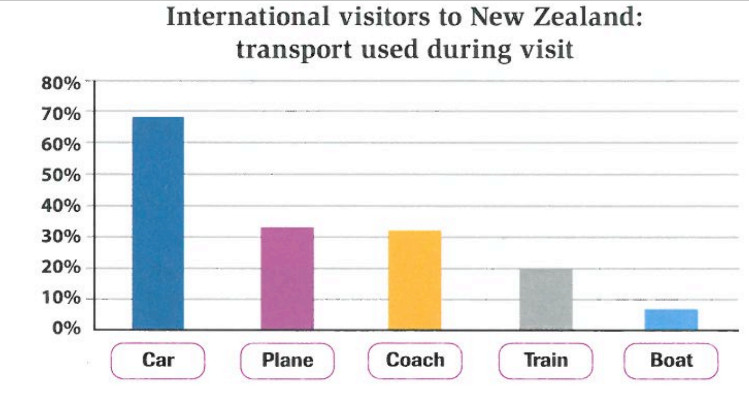 International visitors to New Zealand:
transport used during visit
80%
70%
60%
50%
40%
30%
20%
10%
0%
Car
Plane
Coach
Train
Boat